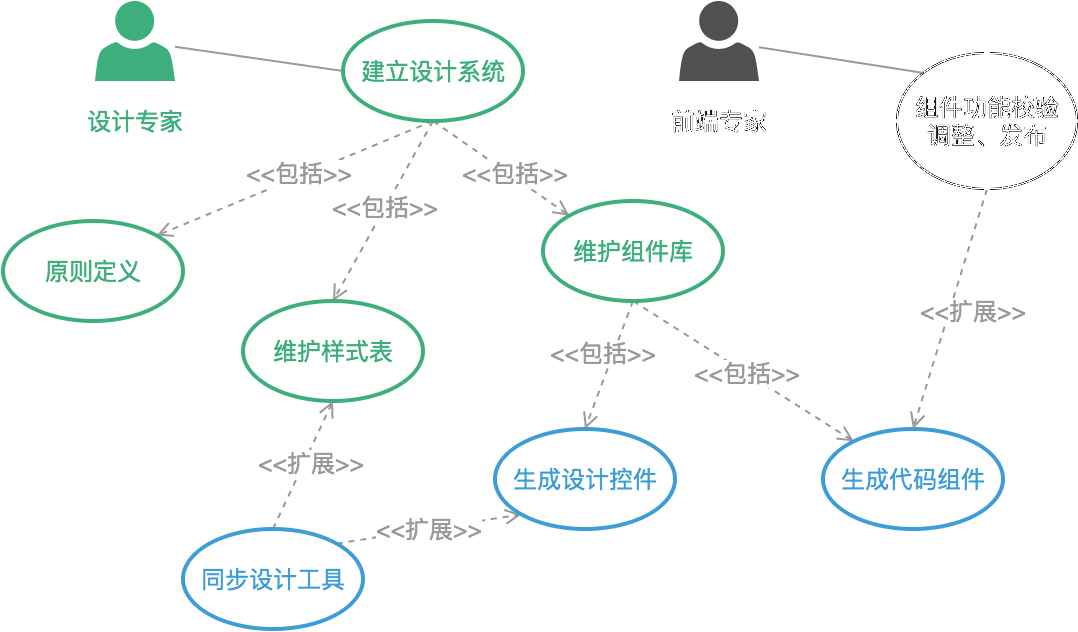 建立设计系统
设计专家
前端专家
组件功能校验
调整、发布
<<包括>>
<<包括>>
<<包括>>
原则定义
维护组件库
<<扩展>>
维护样式表
<<包括>>
<<包括>>
<<扩展>>
生成设计控件
生成代码组件
<<扩展>>
同步设计工具